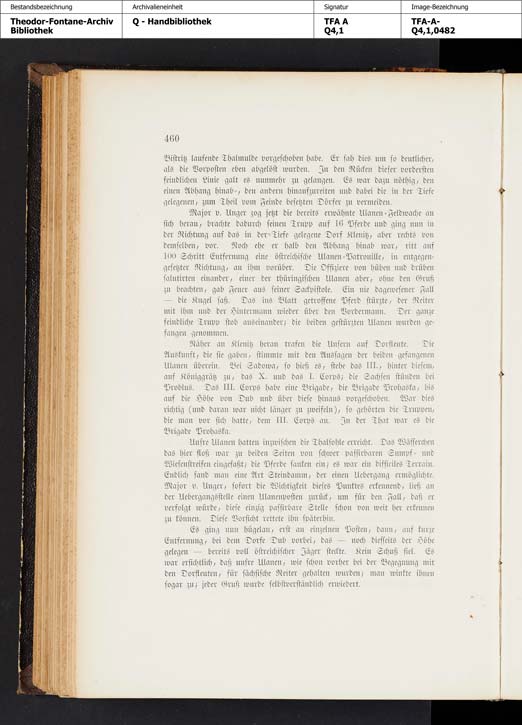 Bestandsbezeichnung Archivalieneinheit Signatur Image-Bezeichnung
Theodor-Fontane-Archiv Q - Handbibliothek TFA A TFA-A-
Bibliothek Q4,1 Q4,1,0482
460
Bistritz laufende Thalmulde vorgeschoben habe. Er sah dies um so deutlicher,
als die Vorposten eben abgelöst wurden. In den Rücken dieser vordersten
feindlichen Linie galt es nunmehr zu gelangen. Es war dazu nöthig, den
einen Abhang hinab-, den andern hinaufzureiten und dabei die in der Tiefe
gelegenen, zum Theil vom Feinde besetzten Dörfer zu vermeiden.
Major v. Unger zog jetzt die bereits erwähnte Ulanen-Feldwache an
sich heran, brachte dadurch seinen Trupp auf 16 Pferde und ging nun in
der Richtung auf das in der Tiefe gelegene Dorf Klenitz, aber rechts von
demselben, vor. Noch ehe er halb den Abhang hinab war, ritt auf
100 Schritt Entfernung eine östreichische Ulanen-Patrouille, in entgegen-
gesetzter Richtung, an ihm vorüber. Die Offiziere von hüben und drüben
salutirten einander, einer der thüringischen Ulanen aber, ohne den Gruß
zu beachten, gab Feuer aus seiner Sackpistole. Ein nie dagewesener Fall
— die Kugel saß. Das ins Blatt getroffene Pferd stürzte, der Reiter
mit ihm und der Hintermann wieder über den Vordermann. Der ganze
feindliche Trupp stob auseinander; die beiden gestürzten Ulanen wurden ge-
fangen genommen.
Näher an Klenitz heran trafen die Unsern auf Dorfleute. Die
Auskunft, die sie gaben, stimmte mit den Aussagen der beiden gefangenen
Ulanen überein. Bei Sadowa, so hieß es, stehe das III., hinter diesem,
auf Königgrätz zu, das X. und das I. Corps; die Sachsen stünden bei
Problus. Das III. Corps habe eine Brigade, die Brigade Prohaska, bis
auf die Höhe von Dub und über diese hinaus vorgeschoben. War dies
richtig (und daran war nicht länger zu zweifeln), so gehörten die Truppen,
die man vor sich hatte, dem III. Corps an. In der That war es die
Brigade Prohaska.
Unsre Ulanen hatten inzwischen die Thalsohle erreicht. Das Wässerchen
das hier floß war zu beiden Seiten von schwer passirbaren Sumpf- und
Wiesenstreifen eingefaßt; die Pferde sanken ein; es war ein difficiles Terrain.
Endlich fand man eine Art Steindamm, der einen Uebergang ermöglichte.
Major v. Unger, sofort die Wichtigkeit dieses Punktes erkennend, ließ an
der Uebergangsstelle einen Ulanenposten zurück, um für den Fall, daß er
verfolgt würde, diese einzig passirbare Stelle schon von weit her erkennen
zu können. Diese Vorsicht rettete ihn späterhin.
Es ging nun hügelan, erst an einzelnen Posten, dann, auf kurze
Entfernung, bei dem Dorfe Dub vorbei, das — noch diesseits der Höhe
gelegen — bereits voll östreichischer Jäger steckte. Kein Schuß fiel. Es
war ersichtlich, daß unsre Ulanen, wie schon vorher bei der Begegnung mit
den Dorfleuten, für sächsische Reiter gehalten wurden; man winkte ihnen
sogar zu; jeder Gruß wurde selbstverständlich erwiedert.